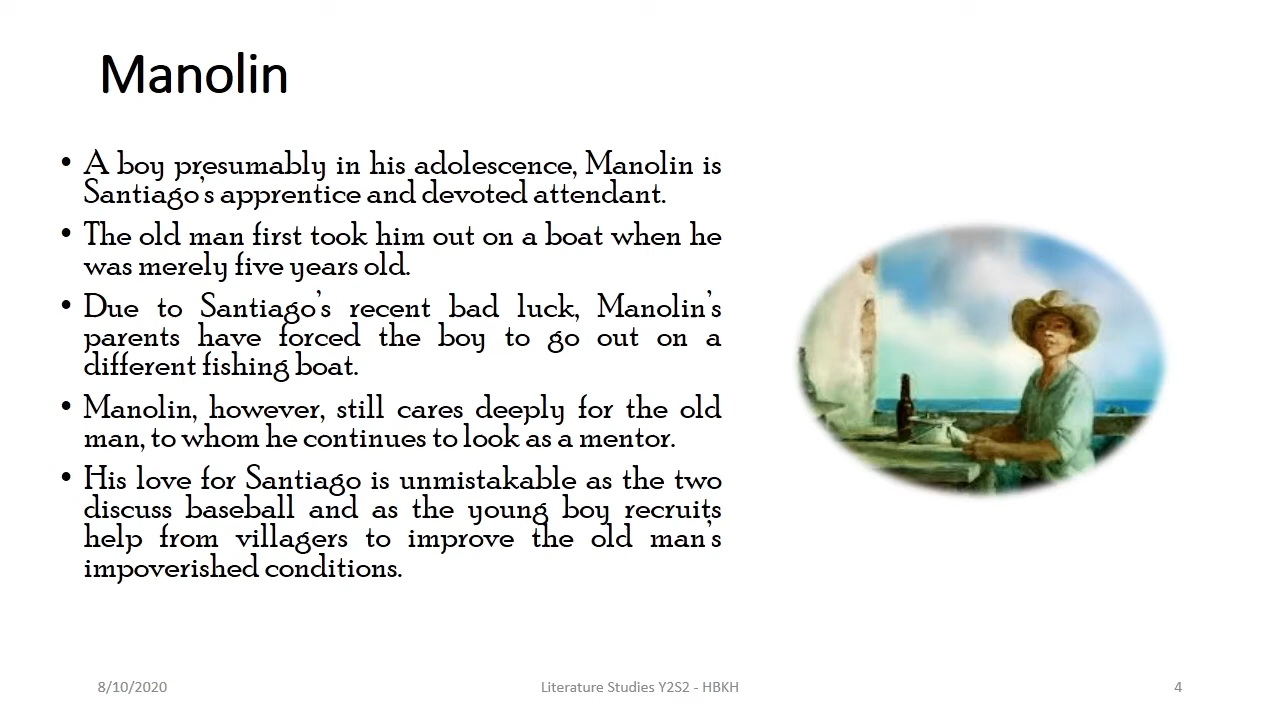 Manolin
• A boy presumably in his adolescence, Manolin is
Santiago's apprentice and devoted attendant.
• The old man first took him out on a boat when he
was merely five years old.
• Due to Santiago's recent bad luck, Manolin's
parents have forced the boy to go out on a
different fishing boat.
• Manolin, however, still cares deeply for the old
man, to whom he continues to look as a mentor.
• His love for Santiago is unmistakable as the two
discuss baseball and as the young boy recruits
help from villagers to improve the old man's
impoverished conditions.
8/10/2020
Literature Studies Y2S2 - HBKH
4